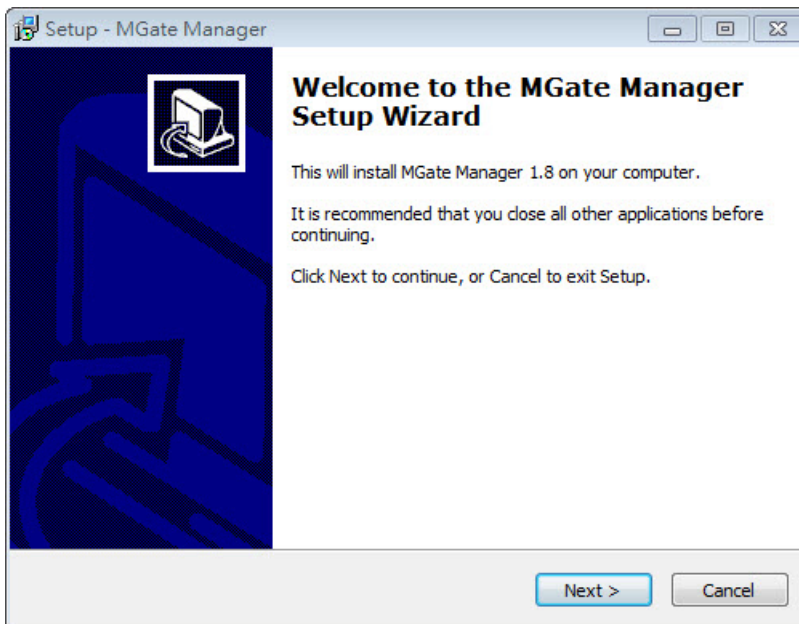 Setup - MGate Manager
Welcome to the MGate Manager
Setup Wizard
This will install MGate Manager 1.8 on your computer.
It is recommended that you close all other applications before
continuing.
Click Next to continue, or Cancel to exit Setup.
Next >
Cancel